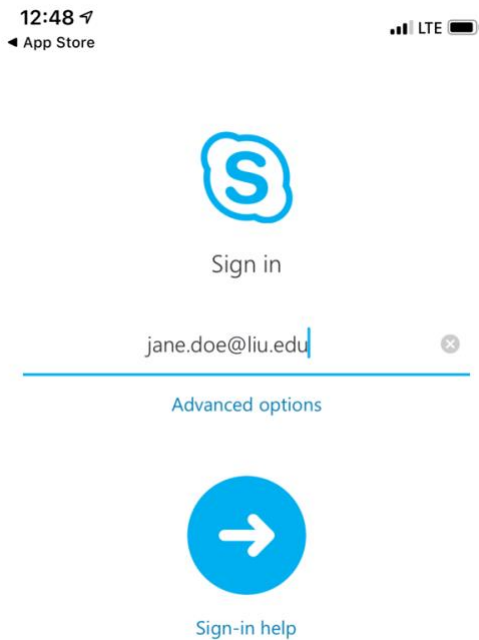 12:48
LTE
App Store
S
Sign in
jane.doe@liu.edu
Advanced options
Sign-in help